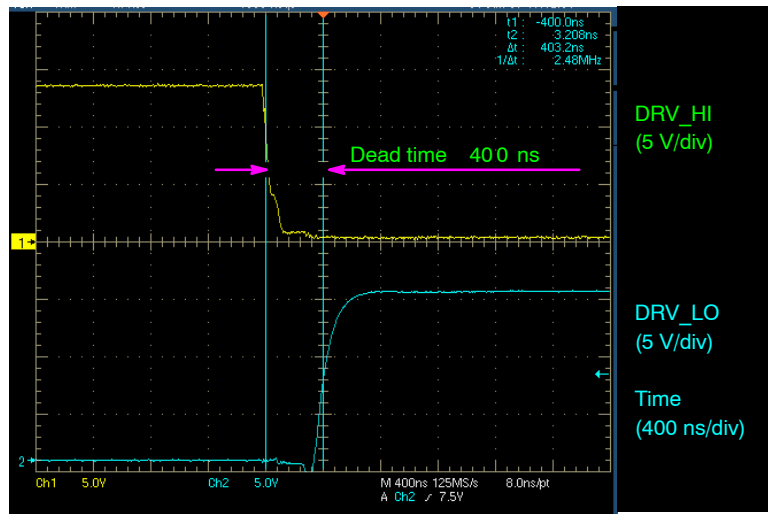 t1 : -400.0ns
t2 : 3.208ns
Δt : 403.2ns
1/Δt : 2.48MHz
DRV_HI
(5 V/div)
Dead time 400 ns
1
DRV_LO
(5 V/div)
Time
(400 ns/div)
2
Ch1 5.0V Ch2 5.0V M 400ns 125MS/s 8.0ns/pt
A Ch2 ⁄ 7.5V